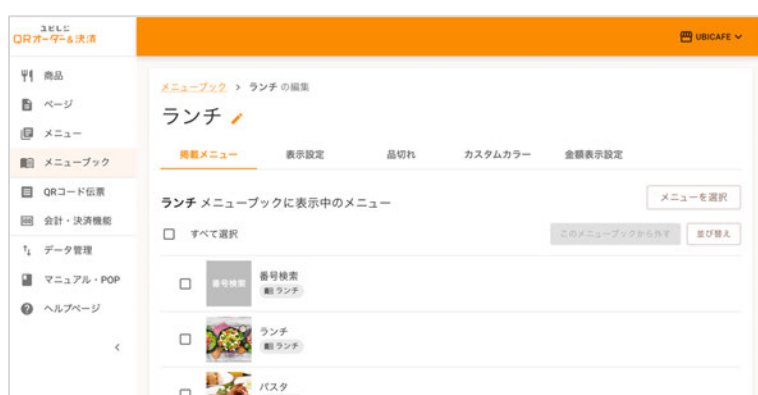 ユビレジ
QRオーダー&決済
UBICAFE
商品
ページ
メニュー
メニューブック
QRコード伝票
会計・決済機能
データ管理
マニュアル・POP
ヘルプページ
メニューブック > ランチ の編集
ランチ
掲載メニュー 表示設定 品切れ カスタムカラー 金額表示設定
ランチ メニューブックに表示中のメニュー
メニューを選択
すべて選択
このメニューブックから外す
並び替え
番号検索
番号検索
ランチ
ランチ
ランチ
パスタ